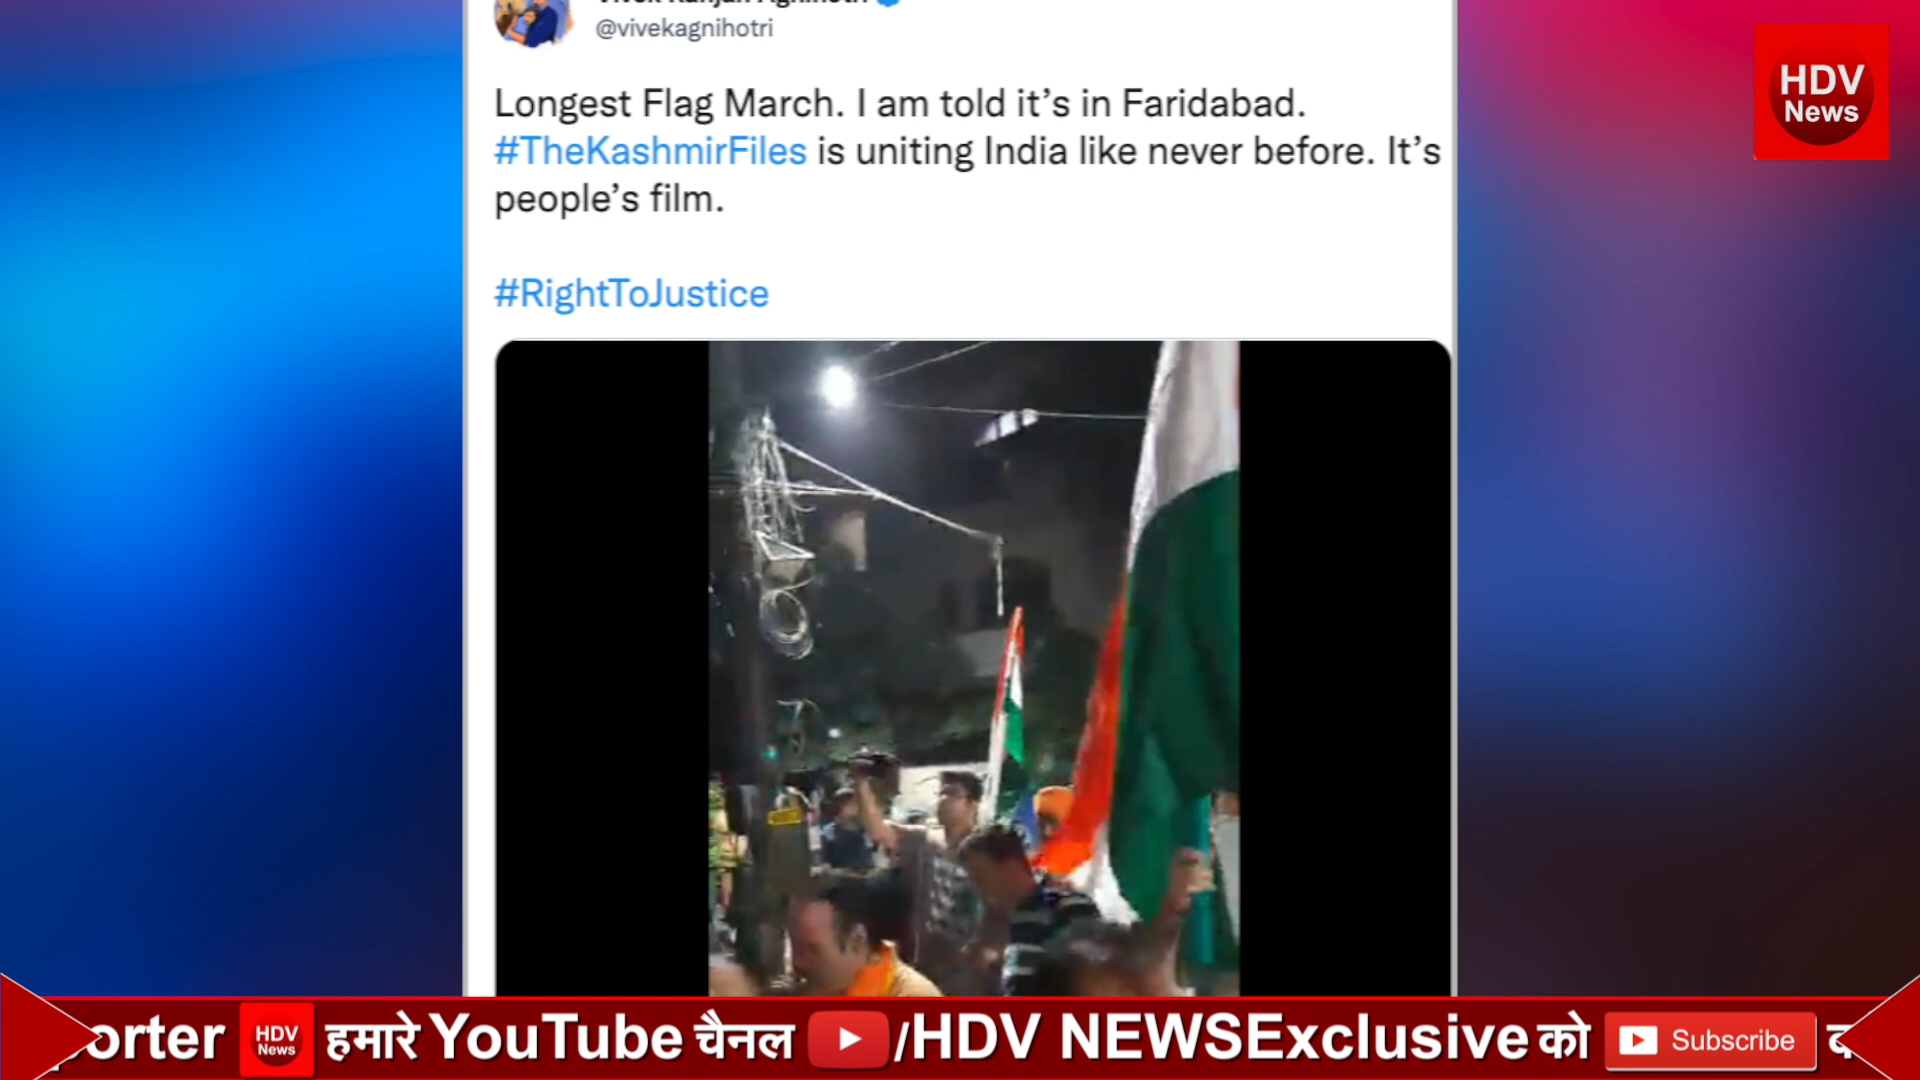 @vivekagnihotri
HDV
News
Longest Flag March. I am told it's in Faridabad.
#TheKashmirFiles is uniting India like never before. It's
people's film.
#RightToJustice
orter HDV News हमारे YouTube चैनल /HDV NEWSExclusive को Subscribe